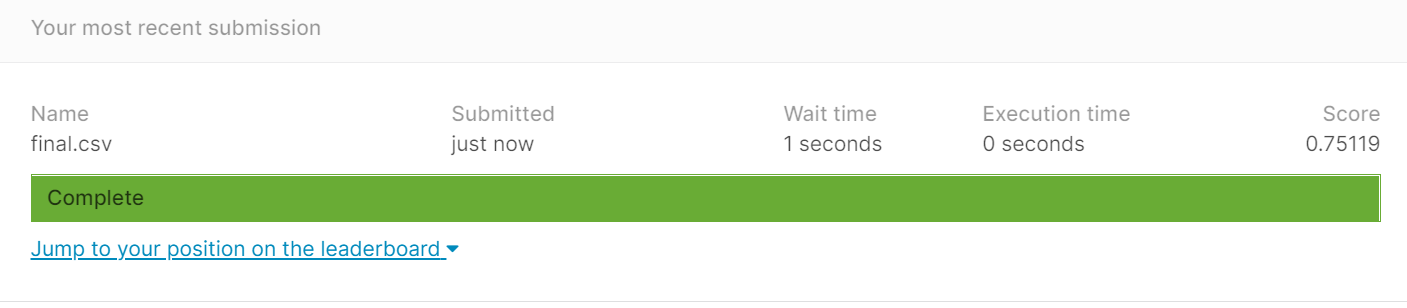 Your most recent submission
Name Submitted Wait time Execution time Score
final.csv just now 1 seconds 0 seconds 0.75119
Complete
Jump to your position on the leaderboard